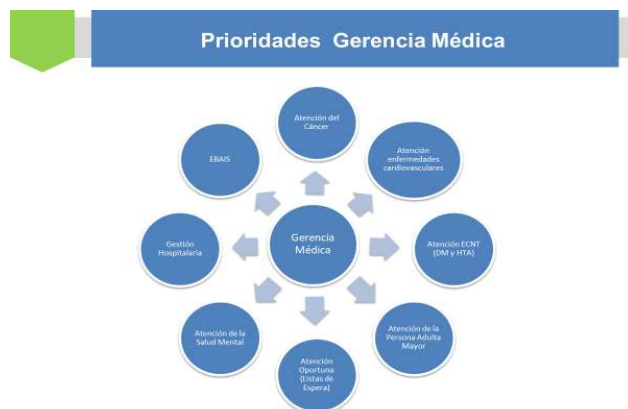 Prioridades Gerencia Médica
Atención del
Cáncer
Atención
enfermedades
cardiovasculares
Atención ECNT
(DM y HTA)
Atención de la
Persona Adulta
Mayor
Atención
Oportuna
(Listas de
Espera)
Atención de la
Salud Mental
Gestión
Hospitalaria
EBAIS
Gerencia
Médica